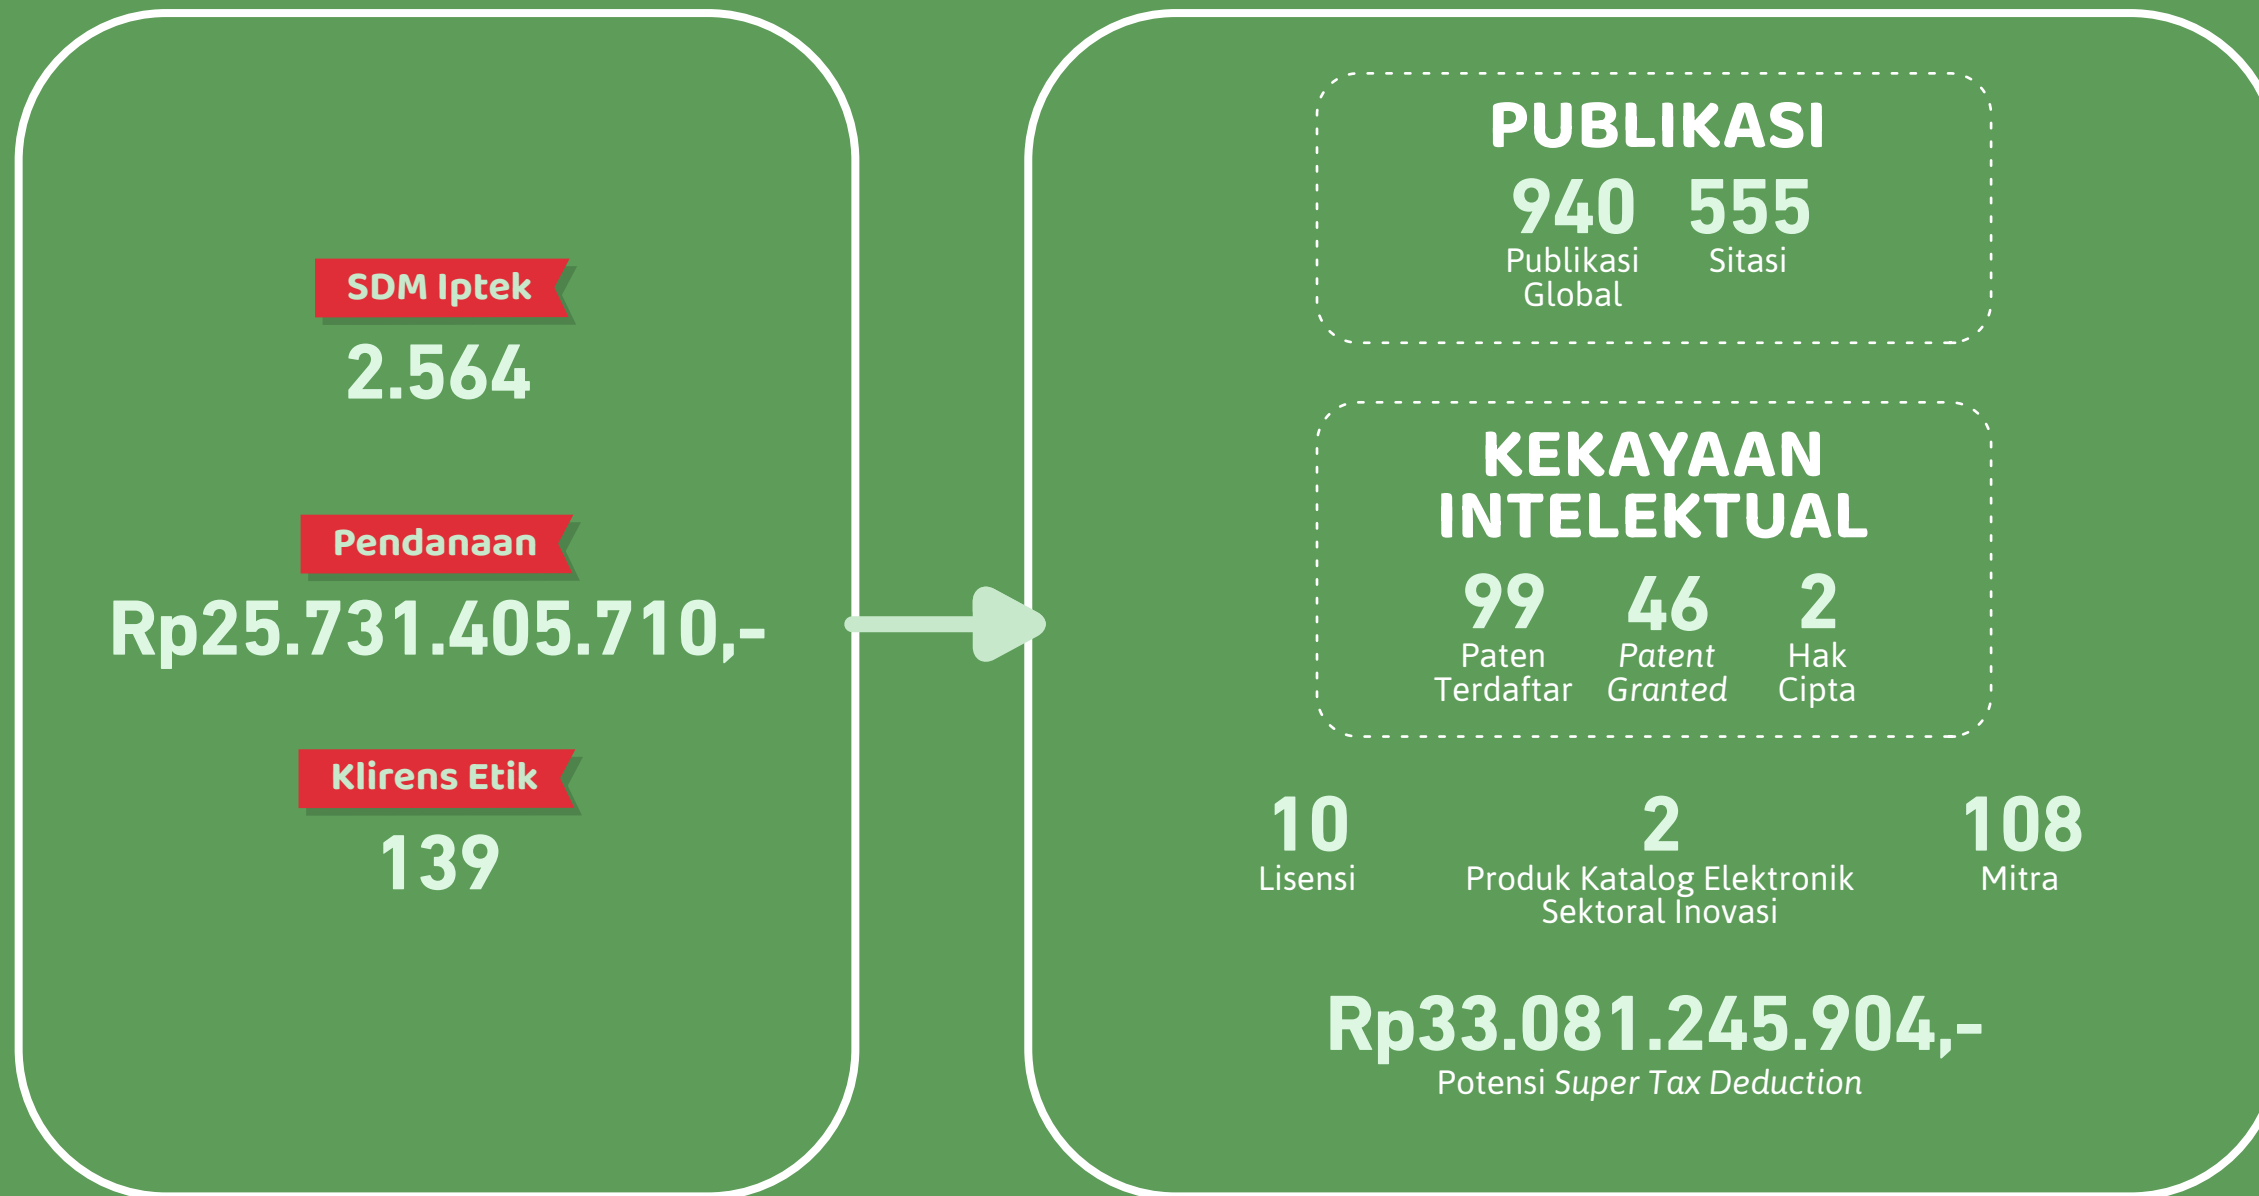 SDM Iptek
2.564
Pendanaan
Rp25.731.405.710,-
Klirens Etik
139
PUBLIKASI
940
Publikasi
Global
555
Sitasi
KEKAYAAN
INTELEKTUAL
99
Paten
Terdaftar
46
Patent
Granted
2
Hak
Cipta
10
Lisensi
2
Produk Katalog Elektronik
Sektoral Inovasi
108
Mitra
Rp33.081.245.904,-
Potensi Super Tax Deduction